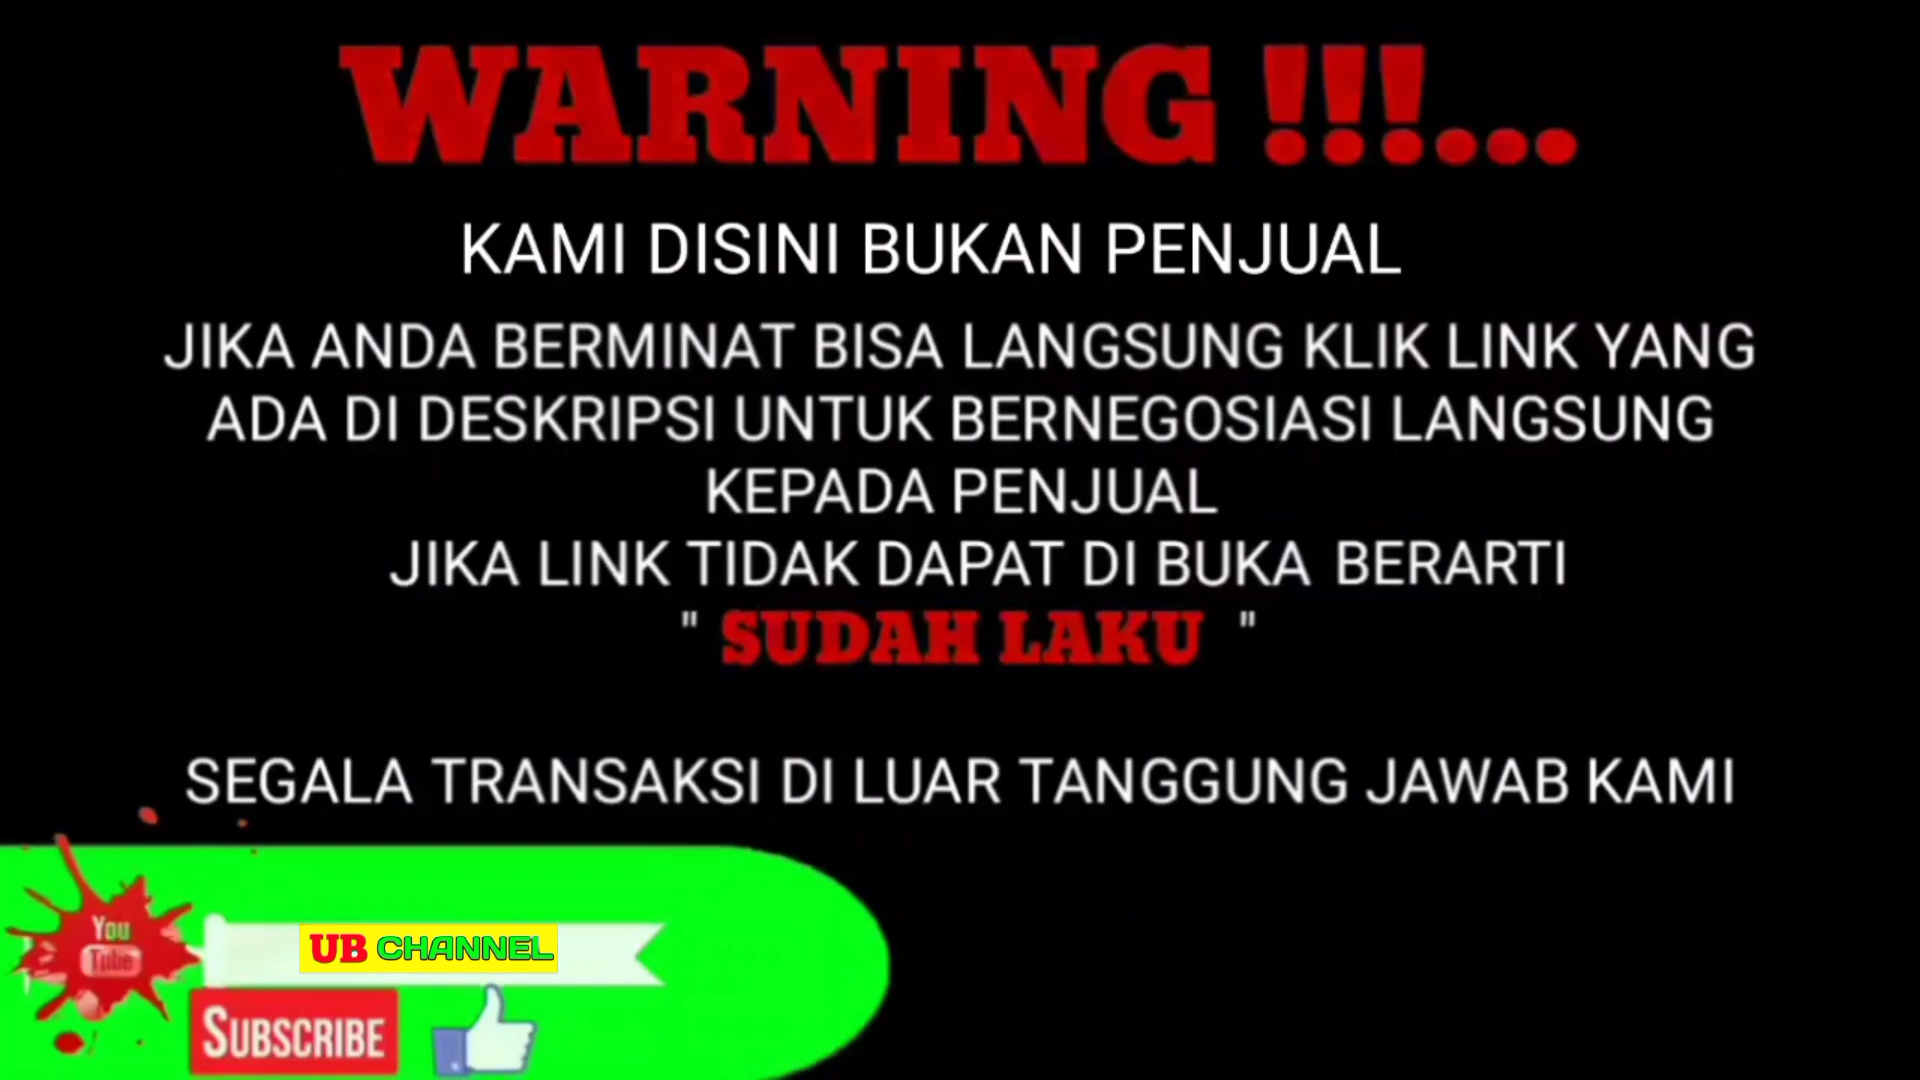 WARNING !!!...
KAMI DISINI BUKAN PENJUAL
JIKA ANDA BERMINAT BISA LANGSUNG KLIK LINK YANG
ADA DI DESKRIPSI UNTUK BERNEGOSIASI LANGSUNG
KEPADA PENJUAL
JIKA LINK TIDAK DAPAT DI BUKA BERARTI
" SUDAH LAKU "
SEGALA TRANSAKSI DI LUAR TANGGUNG JAWAB KAMI
You
Tube
UB CHANNEL
SUBSCRIBE